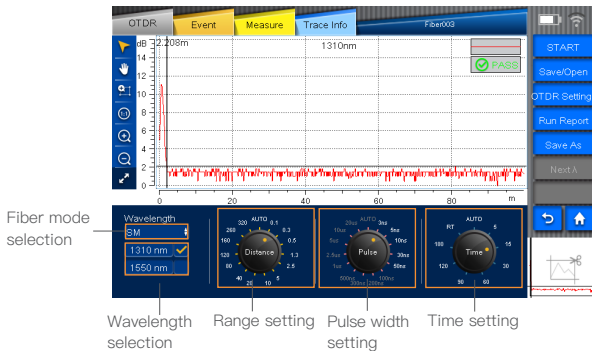 OTDR Event Measure Trace Info Fiber003
dB 2.208m 1310nm
14
12
10
8
6
4
2
0
PASS
0 20 40 60 80 m
START
Save/Open
OTDR Setting
Run Report
Save As
Next λ
Wavelength
SM
1310 nm
1550 nm
AUTO 0.1 0.3 0.5 1.3 2.5 5 10 20 40 80 120 160 260 320
Distance
AUTO 3ns 5ns 10ns 30ns 50ns 100ns 200ns 300ns 500ns 1us 2.5us 5us 10us 20us
Pulse
AUTO 5 15 30 60 90 120 180 RT
Time
Fiber mode
selection
Wavelength
selection
Range setting
Pulse width
setting
Time setting